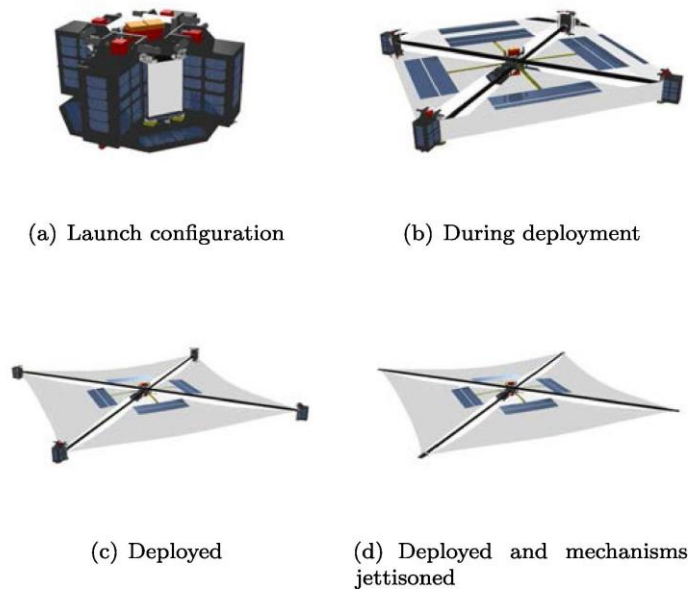 (a) Launch configuration
(b) During deployment
(c) Deployed
(d) Deployed and mechanisms
jettisoned